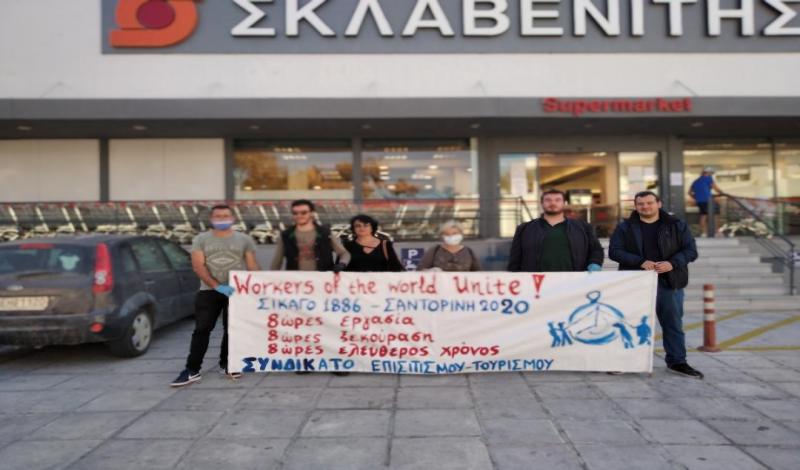 ΣΚΛΑΒΕΝΙΤΗΣ
Supermarket
P
Workers of the world Unite!
ΣΙΚΑΓΟ 1886 - ΣΑΝΤΟΡΙΝΗ 2020
8ώρες εργασία
8ώρες ξεκούραση
8ώρες ελεύθερος χρόνος
ΣΥΝΔΙΚΑΤΟ ΕΠΙΣΙΤΙΣΜΟΥ-ΤΟΥΡΙΣΜΟΥ